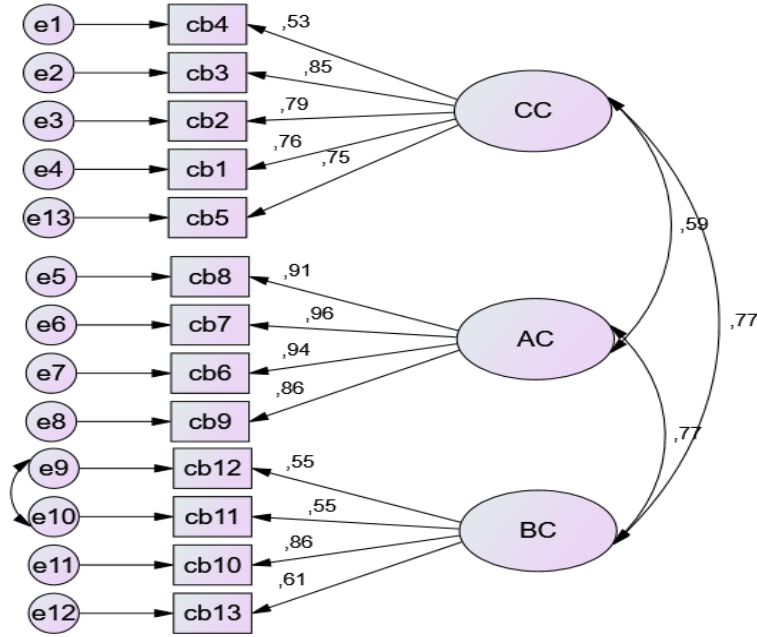 e1 cb4 ,53
e2 cb3 ,85
CC
e3 cb2 ,79
e4 cb1 ,76
,75
e13 cb5
,59
e5 cb8 ,91
e6 cb7 ,96
,77
AC
e7 cb6 ,94
e8 cb9 ,86
,77
e9 cb12 ,55
e10 cb11 ,55
BC
e11 cb10 ,86
e12 cb13 ,61